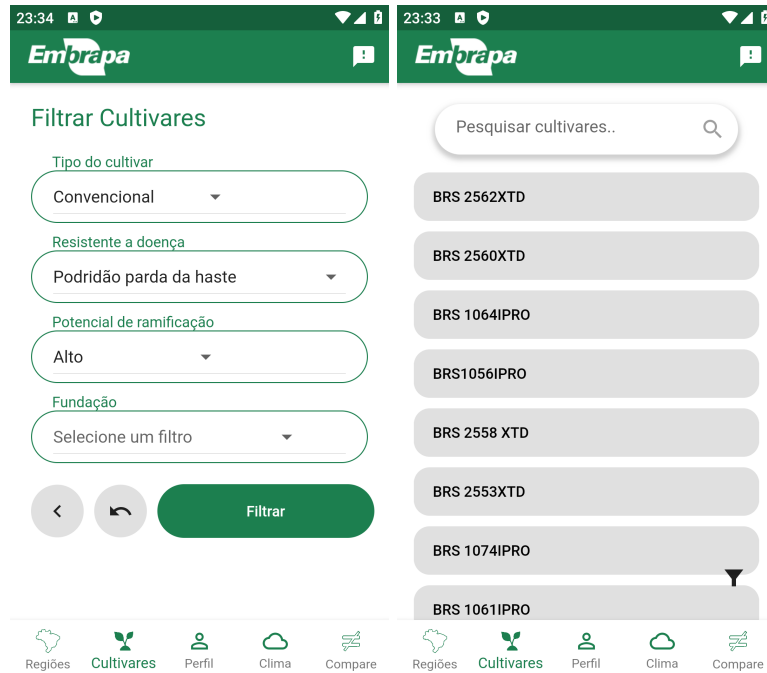 23:34
Embrapa
Filtrar Cultivares
Tipo do cultivar
Convencional
Resistente a doença
Podridão parda da haste
Potencial de ramificação
Alto
Fundação
Selecione um filtro
Filtrar
Regiões
Cultivares
Perfil
Clima
Compare
23:33
Embrapa
Pesquisar cultivares..
BRS 2562XTD
BRS 2560XTD
BRS 1064IPRO
BRS1056IPRO
BRS 2558 XTD
BRS 2553XTD
BRS 1074IPRO
BRS 1061IPRO
Regiões
Cultivares
Perfil
Clima
Compare